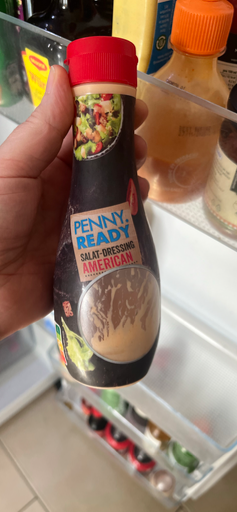 PENNY.
READY
SALAT-DRESSING
AMERICAN